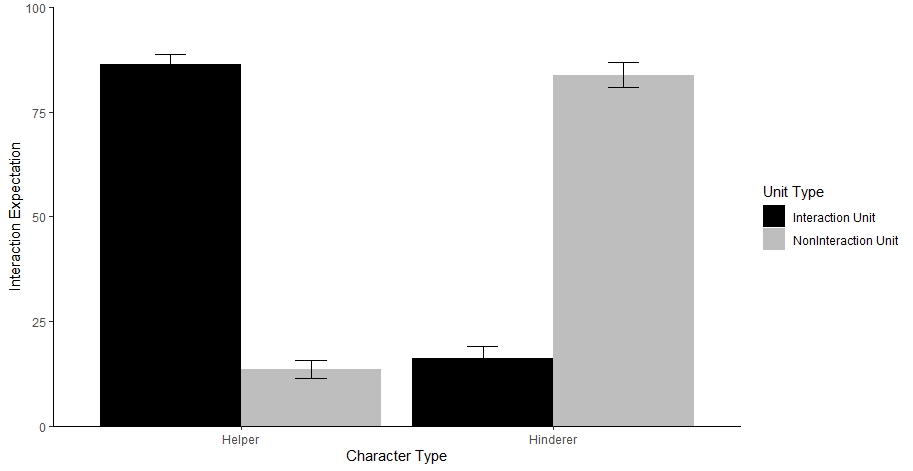 100
75
50
25
0
Interaction Expectation
Helper
Hinderer
Character Type
Unit Type
Interaction Unit
NonInteraction Unit